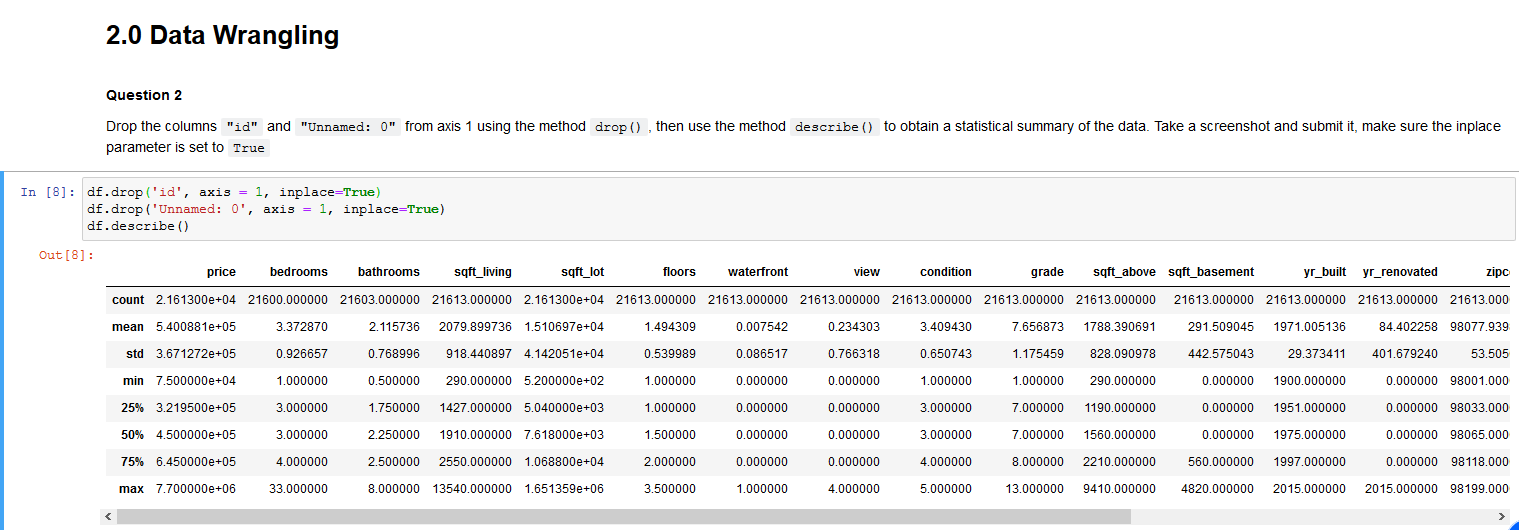 2.0 Data Wrangling
Question 2
Drop the columns "id" and "Unnamed: 0" from axis 1 using the method drop() , then use the method describe() to obtain a statistical summary of the data. Take a screenshot and submit it, make sure the inplace
parameter is set to True
In [8]: df.drop('id', axis = 1, inplace=True)
df.drop('Unnamed: 0', axis = 1, inplace=True)
df.describe()
Out[8]:
price bedrooms bathrooms sqft_living sqft_lot floors waterfront view condition grade sqft_above sqft_basement yr_built yr_renovated zipc
count 2.161300e+04 21600.000000 21603.000000 21613.000000 2.161300e+04 21613.000000 21613.000000 21613.000000 21613.000000 21613.000000 21613.000000 21613.000000 21613.000000 21613.000000 21613.000
mean 5.400881e+05 3.372870 2.115736 2079.899736 1.510697e+04 1.494309 0.007542 0.234303 3.409430 7.656873 1788.390691 291.509045 1971.005136 84.402258 98077.939
std 3.671272e+05 0.926657 0.768996 918.440897 4.142051e+04 0.539989 0.086517 0.766318 0.650743 1.175459 828.090978 442.575043 29.373411 401.679240 53.505
min 7.500000e+04 1.000000 0.500000 290.000000 5.200000e+02 1.000000 0.000000 0.000000 1.000000 1.000000 290.000000 0.000000 1900.000000 0.000000 98001.000
25% 3.219500e+05 3.000000 1.750000 1427.000000 5.040000e+03 1.000000 0.000000 0.000000 3.000000 7.000000 1190.000000 0.000000 1951.000000 0.000000 98033.000
50% 4.500000e+05 3.000000 2.250000 1910.000000 7.618000e+03 1.500000 0.000000 0.000000 3.000000 7.000000 1560.000000 0.000000 1975.000000 0.000000 98065.000
75% 6.450000e+05 4.000000 2.500000 2550.000000 1.068800e+04 2.000000 0.000000 0.000000 4.000000 8.000000 2210.000000 560.000000 1997.000000 0.000000 98118.000
max 7.700000e+06 33.000000 8.000000 13540.000000 1.651359e+06 3.500000 1.000000 4.000000 5.000000 13.000000 9410.000000 4820.000000 2015.000000 2015.000000 98199.000